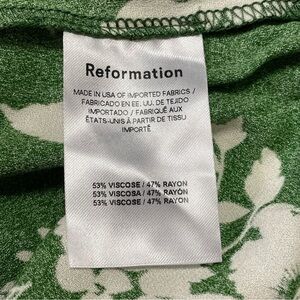 Reformation
MADE IN USA OF IMPORTED FABRICS /
FABRICADO EN EE. UU. DE TEJIDO
IMPORTADO / FABRIQUÉ AUX
ÉTATS-UNIS À PARTIR DE TISSU
IMPORTÉ
53% VISCOSE / 47% RAYON
53% VISCOSA / 47% RAYON
53% VISCOSE / 47% RAYON